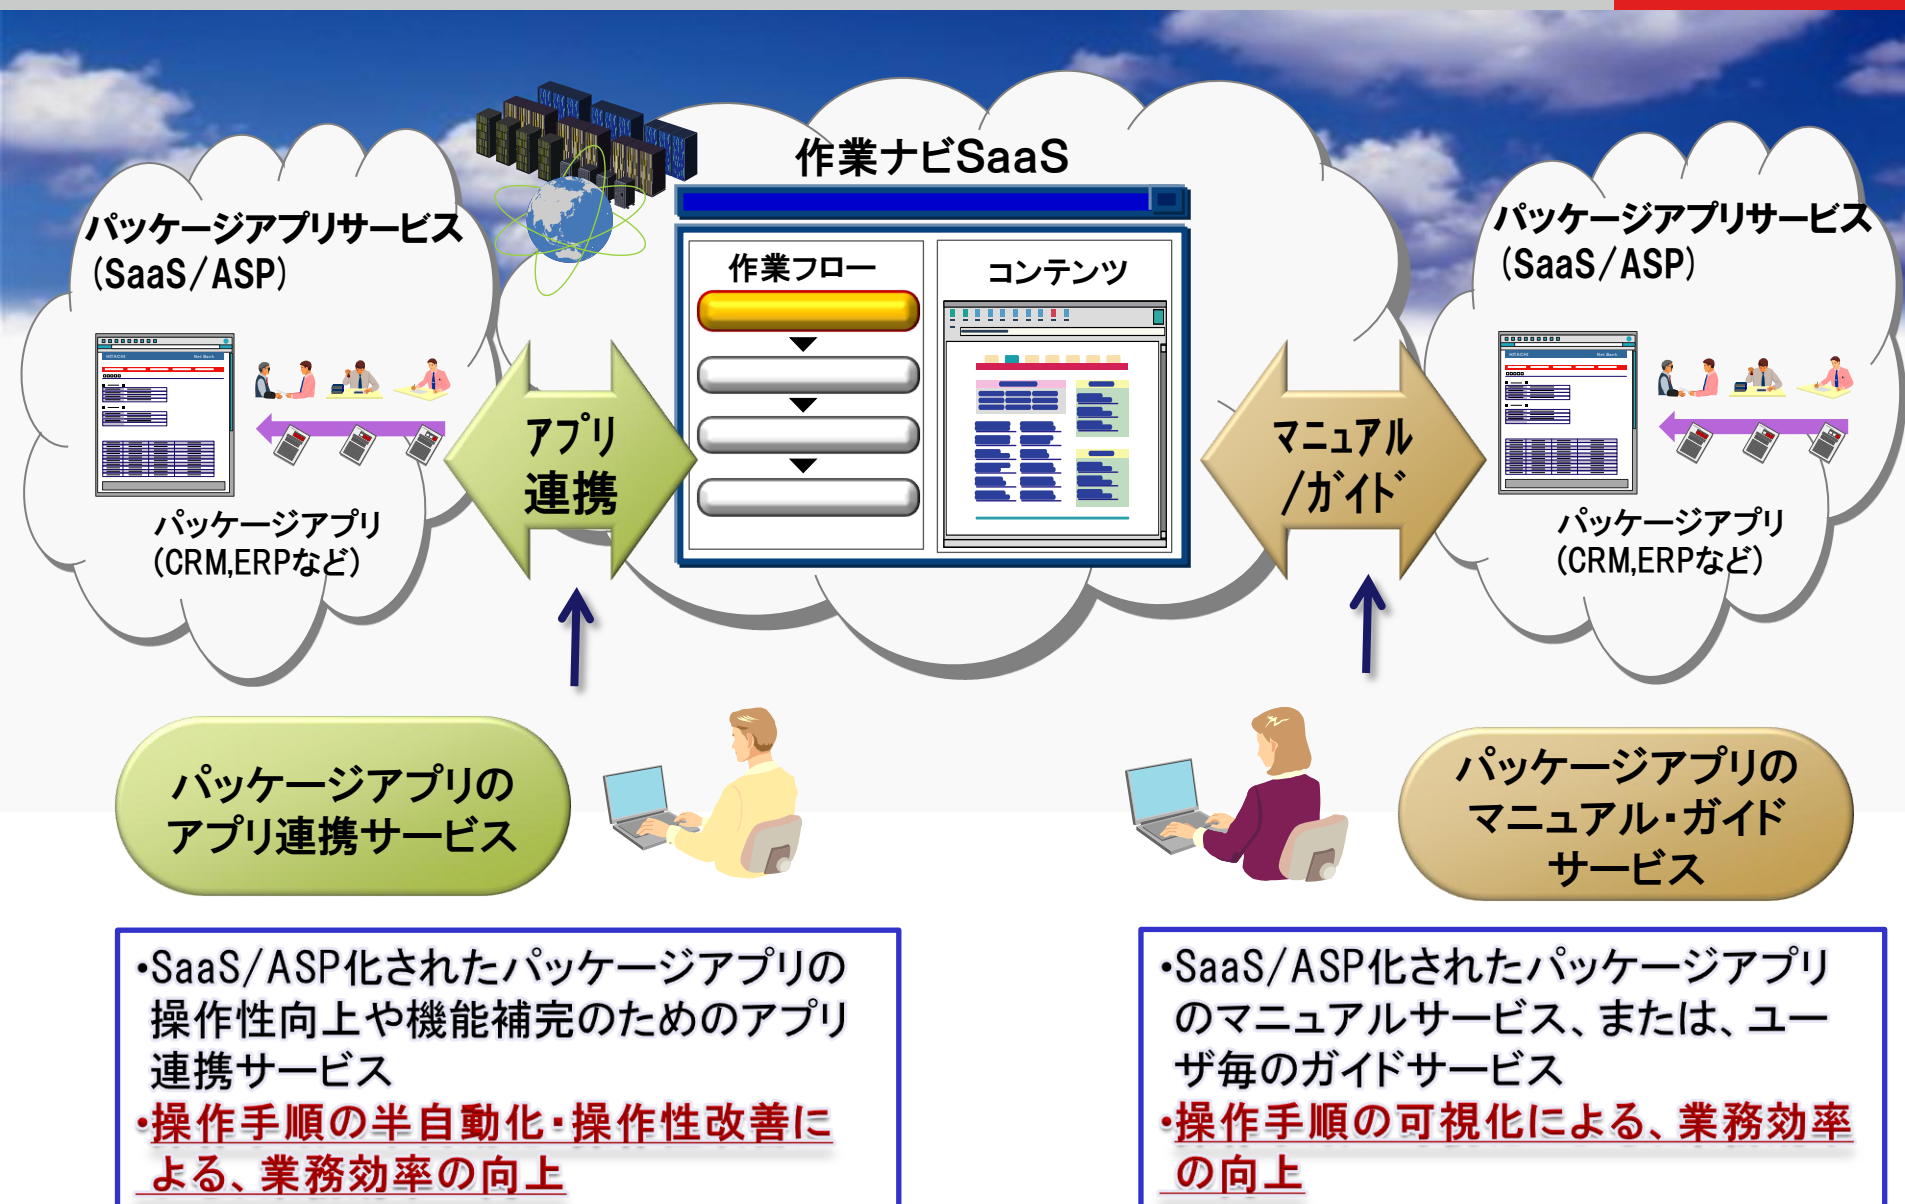 作業ナビSaaS
パッケージアプリサービス
(SaaS/ASP)
HITACHI
Net Bank
パッケージアプリ
(CRM,ERPなど)
アプリ
連携
作業フロー
コンテンツ
マニュアル
/ガイド
パッケージアプリサービス
(SaaS/ASP)
HITACHI
Net Bank
パッケージアプリ
(CRM,ERPなど)
パッケージアプリの
アプリ連携サービス
パッケージアプリの
マニュアル・ガイド
サービス
・SaaS/ASP化されたパッケージアプリの
操作性向上や機能補完のためのアプリ
連携サービス
・操作手順の半自動化・操作性改善に
よる、業務効率の向上
・SaaS/ASP化されたパッケージアプリ
のマニュアルサービス、または、ユー
ザ毎のガイドサービス
・操作手順の可視化による、業務効率
の向上